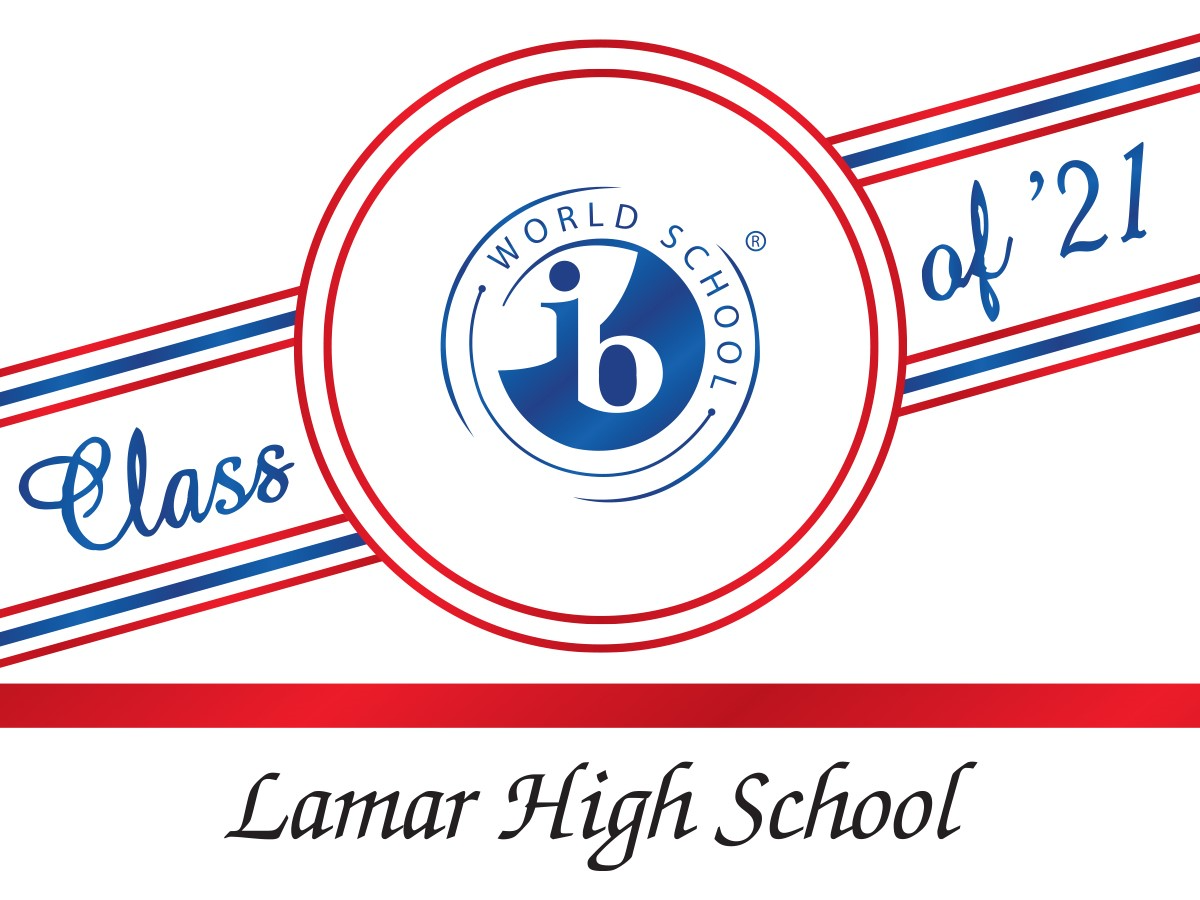 WORLD SCHOOL ®
ib
Class of ’21
Lamar High School